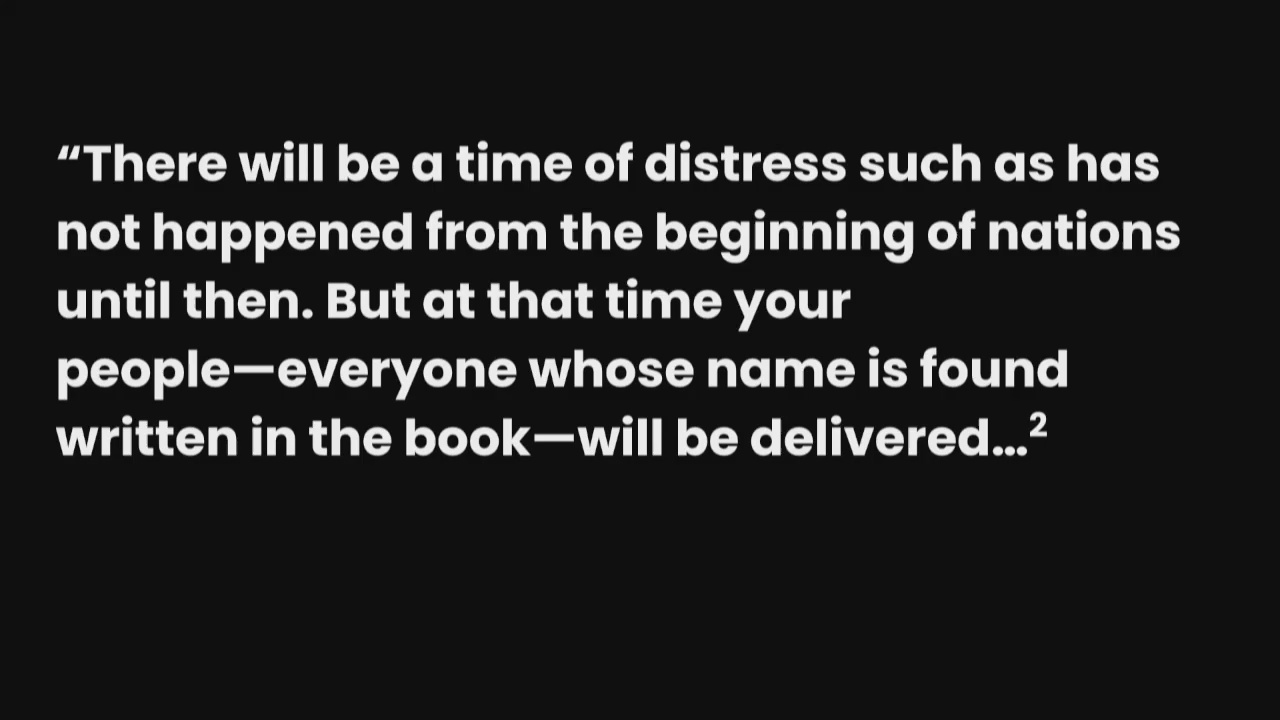 “There will be a time of distress such as has
not happened from the beginning of nations
until then. But at that time your
people—everyone whose name is found
written in the book—will be delivered...²